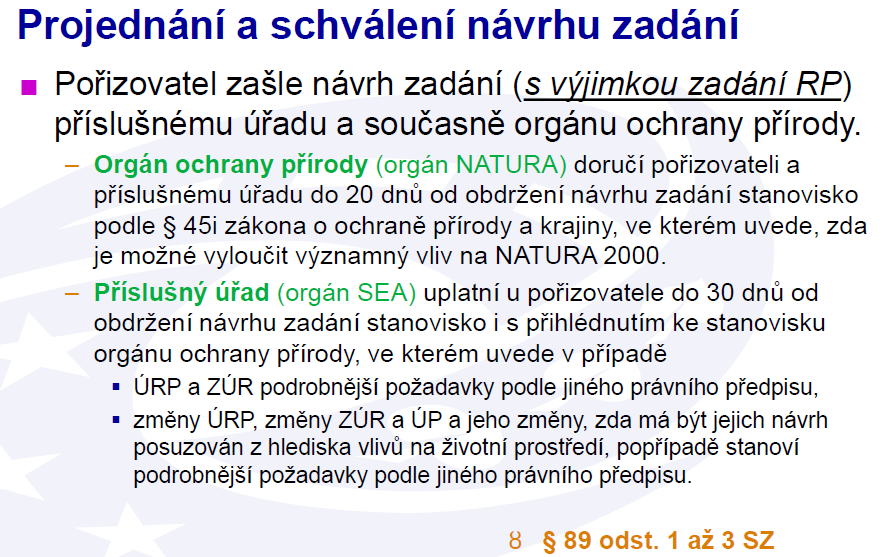 Projednání a schválení návrhu zadání
■ Pořizovatel zašle návrh zadání (s výjimkou zadání RP)
příslušnému úřadu a současně orgánu ochrany přírody.
– Orgán ochrany přírody (orgán NATURA) doručí pořizovateli a
příslušnému úřadu do 20 dnů od obdržení návrhu zadání stanovisko
podle § 45i zákona o ochraně přírody a krajiny, ve kterém uvede, zda
je možné vyloučit významný vliv na NATURA 2000.
– Příslušný úřad (orgán SEA) uplatní u pořizovatele do 30 dnů od
obdržení návrhu zadání stanovisko i s přihlédnutím ke stanovisku
orgánu ochrany přírody, ve kterém uvede v případě
▪ ÚRP a ZÚR podrobnější požadavky podle jiného právního předpisu,
▪ změny ÚRP, změny ZÚR a ÚP a jeho změny, zda má být jejich návrh
posuzován z hlediska vlivů na životní prostředí, popřípadě stanoví
podrobnější požadavky podle jiného právního předpisu.
8 § 89 odst. 1 až 3 SZ